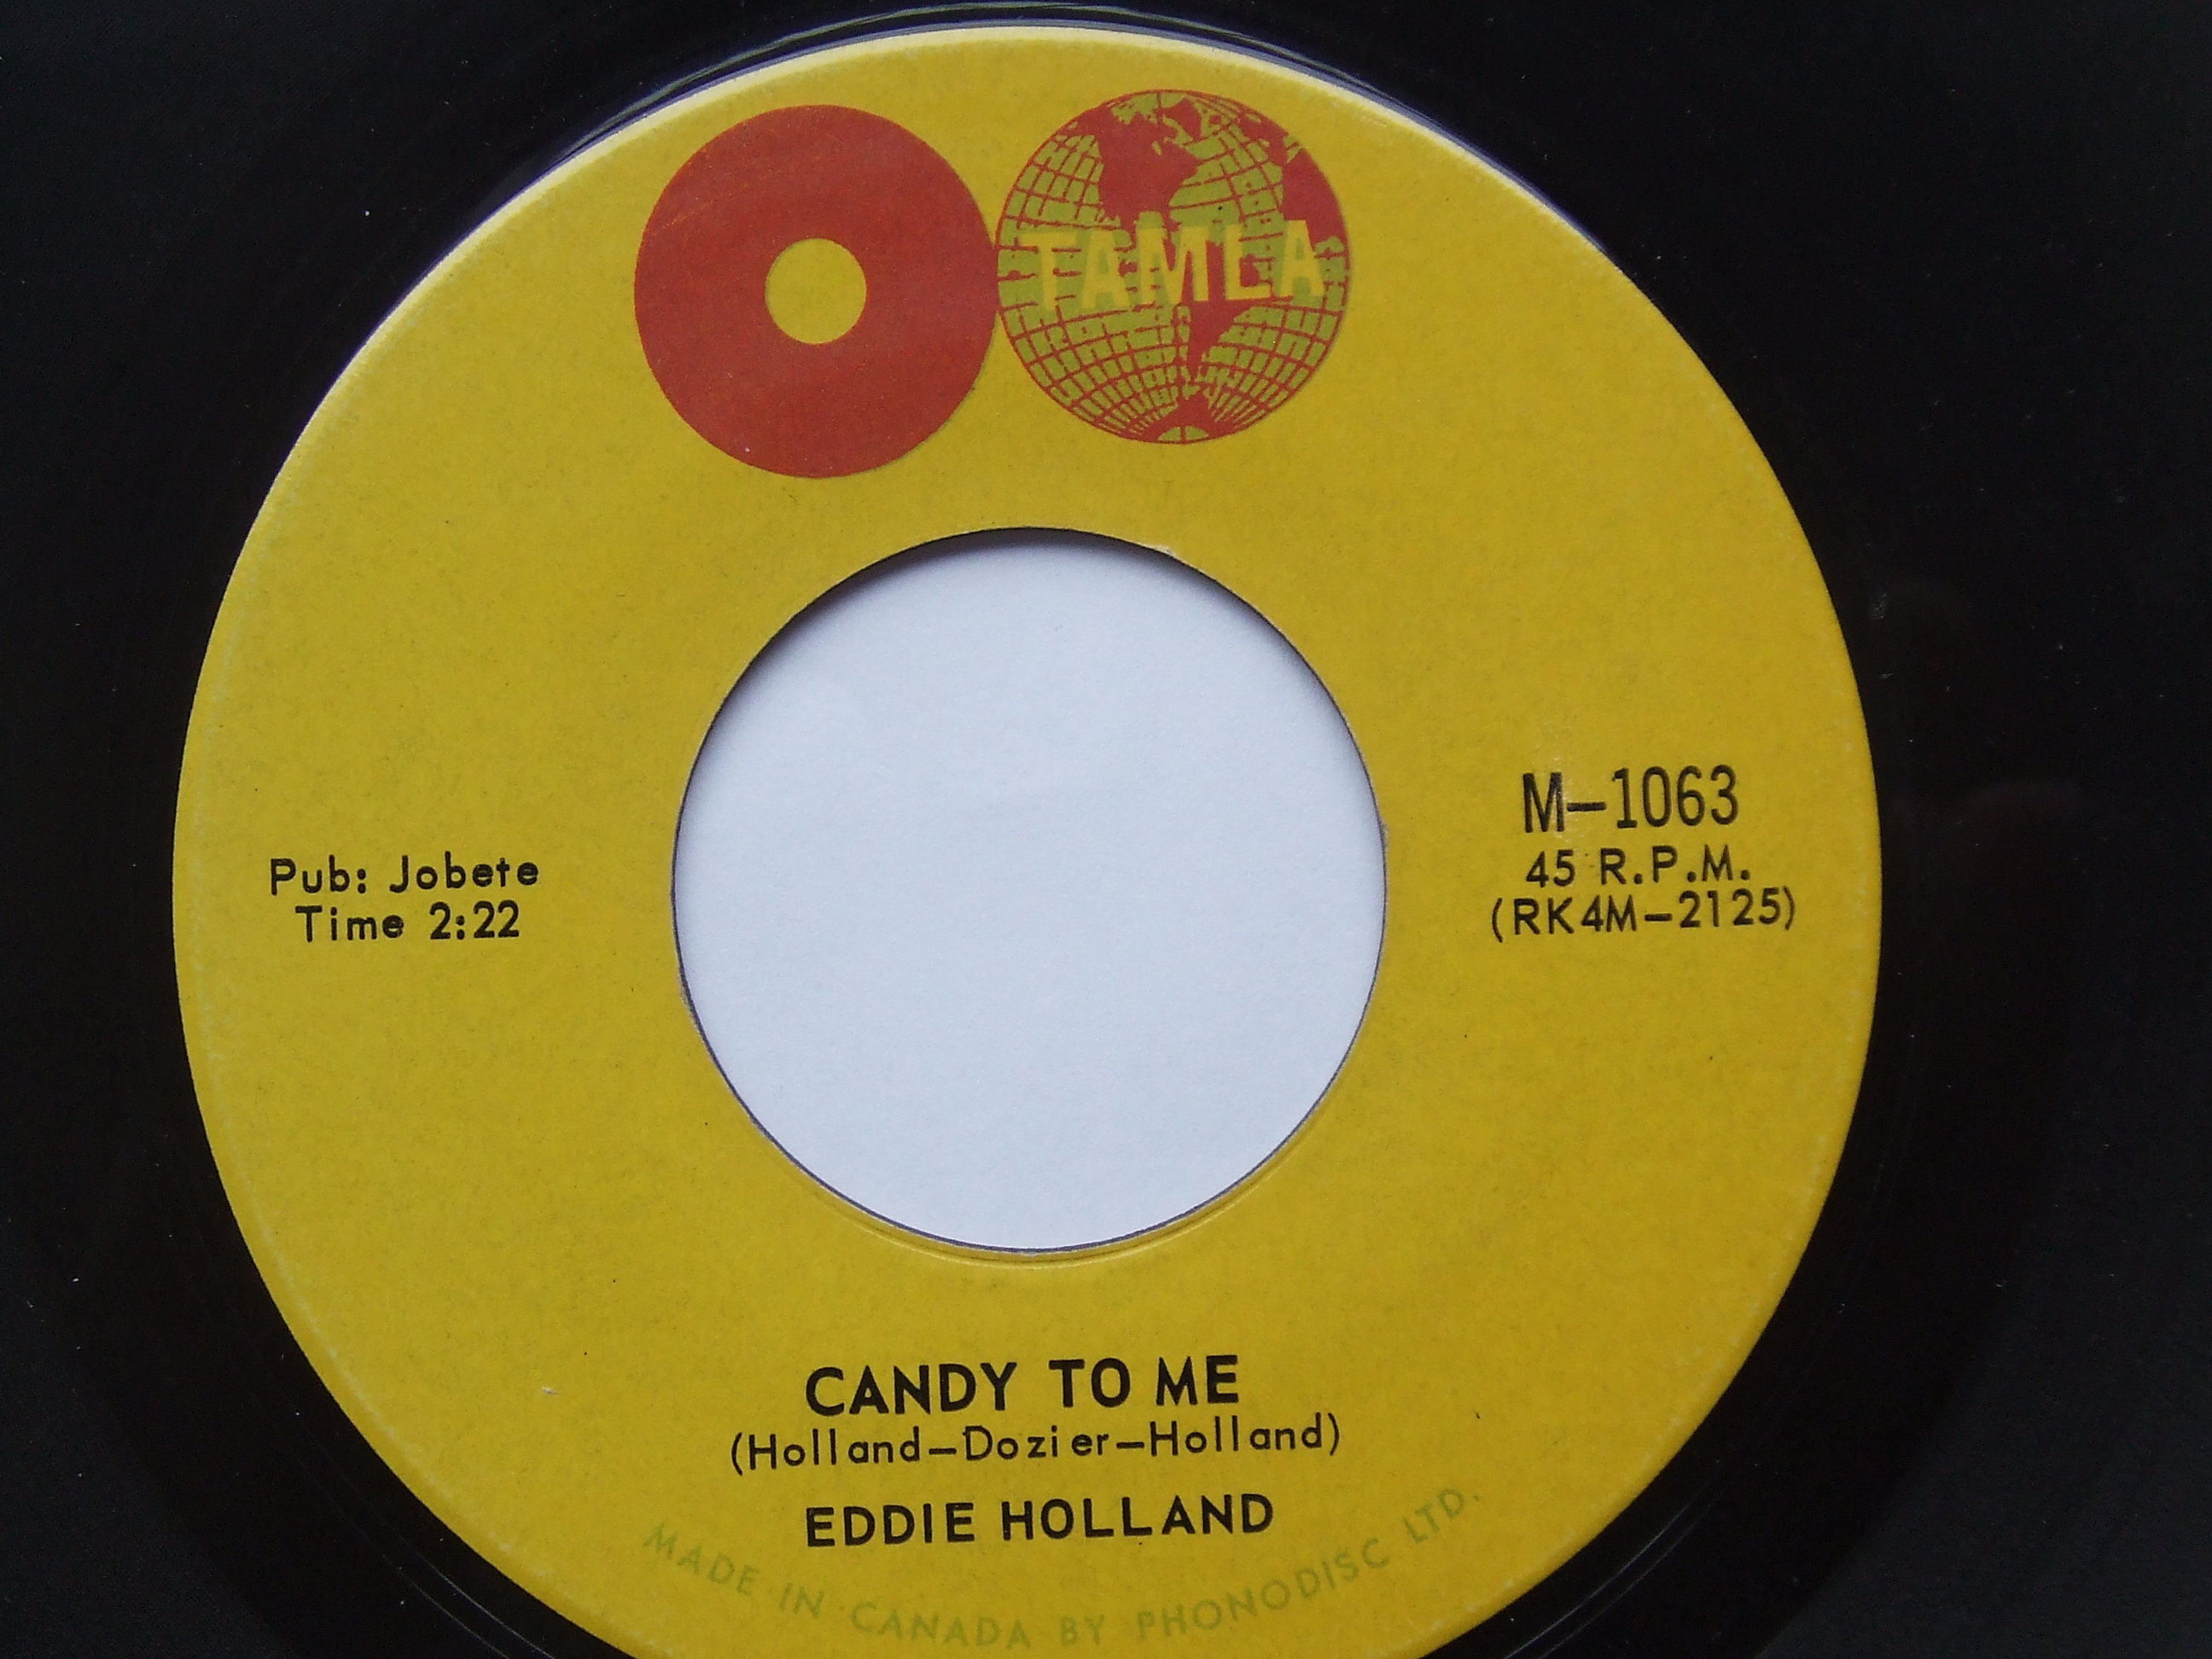 TAMLA
Pub: Jobete
Time 2:22
M-1063
45 R.P.M.
(RK4M-2125)
CANDY TO ME
(Holland-Dozier-Holland)
EDDIE HOLLAND
MADE IN CANADA BY PHONODISC LTD.